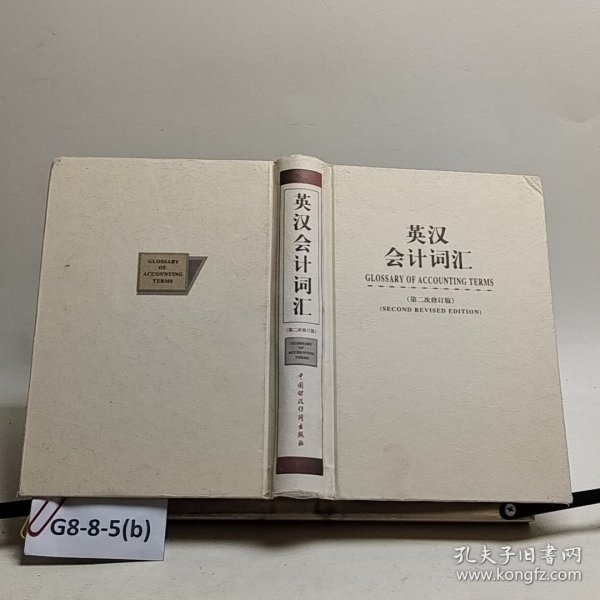 GLOSSARY
OF
ACCOUNTING
TERMS
英汉会计词汇
(第二次修订版)
GLOSSARY
OF
ACCOUNTING
TERMS
中国财政经济出版社
英汉
会计词汇
GLOSSARY OF ACCOUNTING TERMS
(第二次修订版)
(SECOND REVISED EDITION)
G8-8-5(b)
孔夫子旧书网
www.kongfz.com